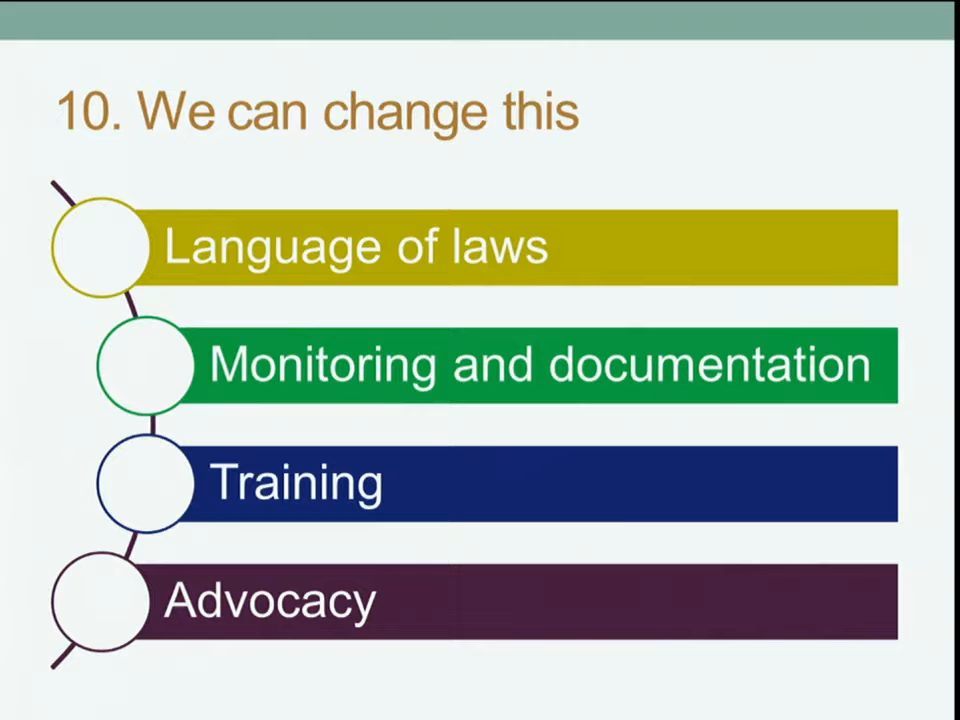 10. We can change this
Language of laws
Monitoring and documentation
Training
Advocacy